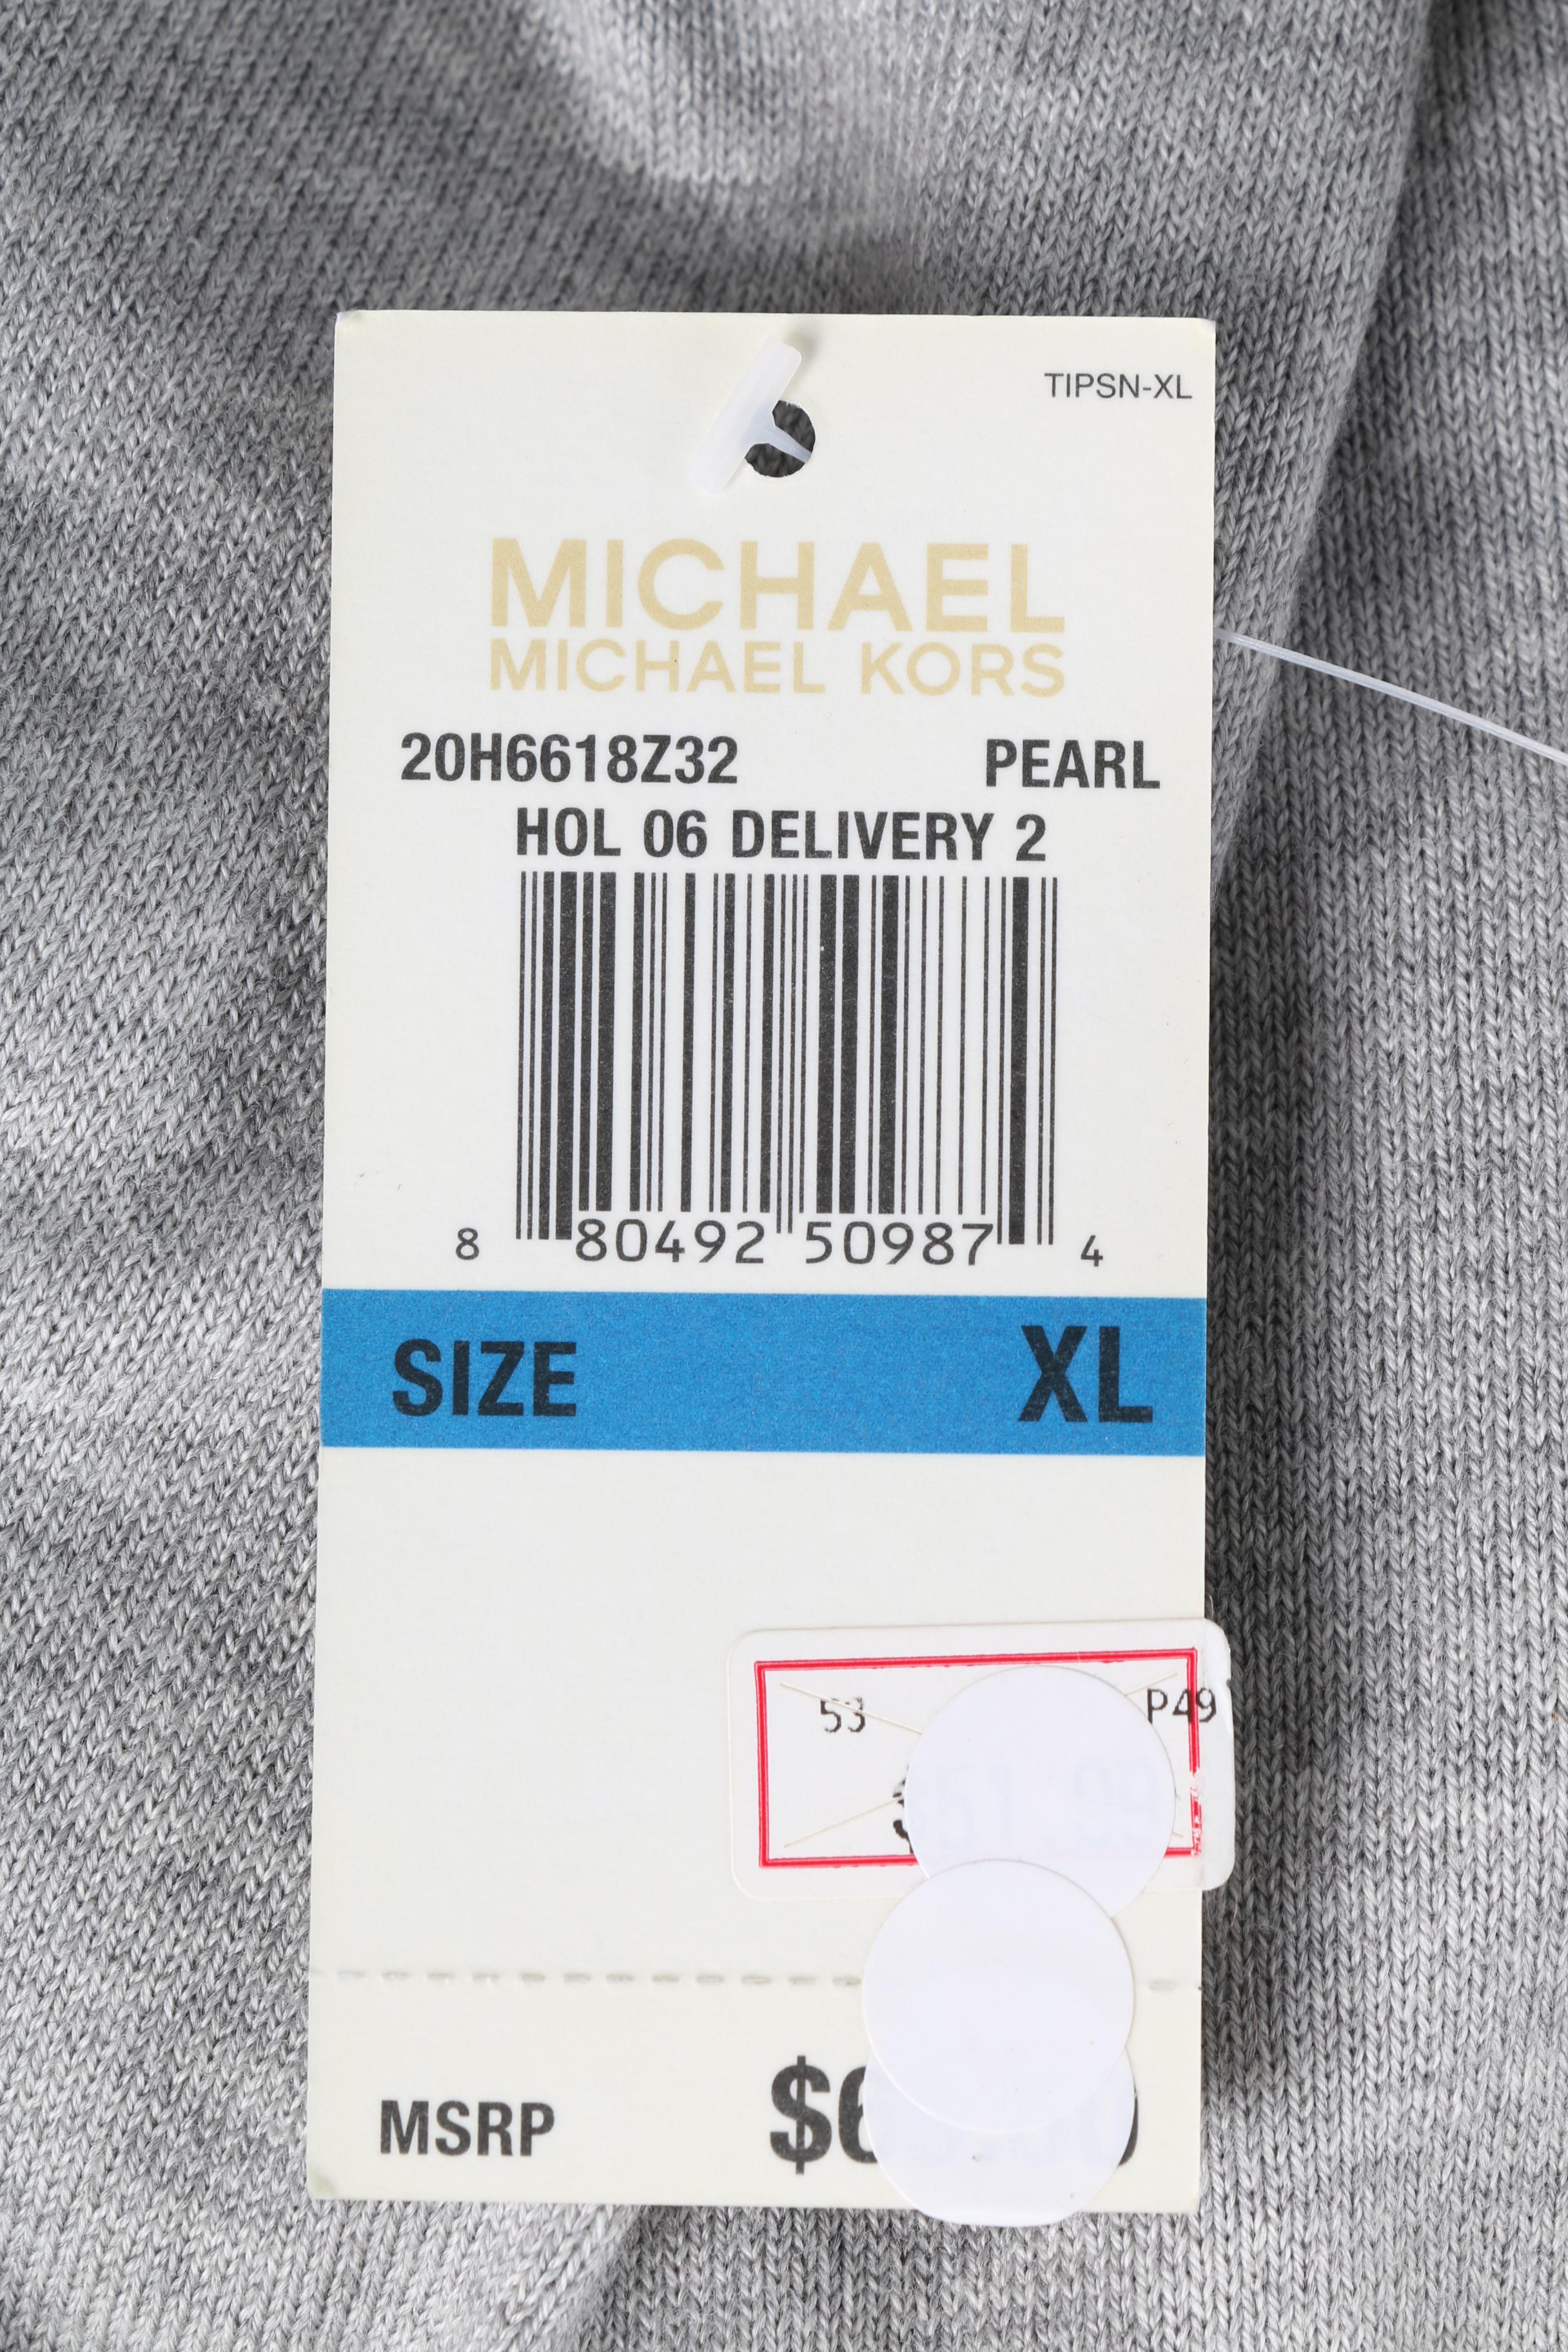 TIPSN-XL
MICHAEL
MICHAEL KORS
20H6618Z32 PEARL
HOL 06 DELIVERY 2
8 80492 50987 4
SIZE XL
53 P49
MSRP $6